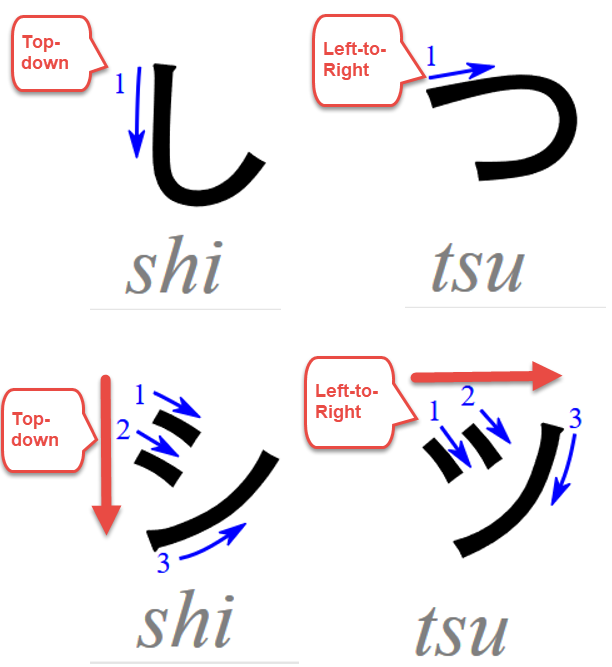 Top-
down
1
し
shi
Left-to-
Right
1
つ
tsu
Top-
down
1
2
3
シ
shi
Left-to-
Right
1
2
3
ツ
tsu